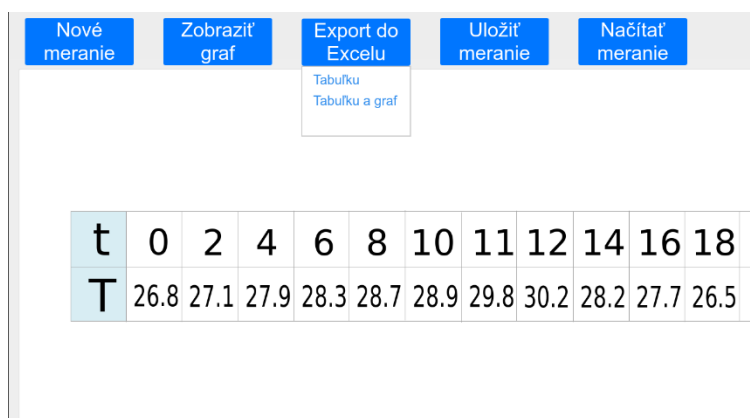 Nové meranie
Zobraziť graf
Export do Excelu
Uložiť meranie
Načítať meranie
Tabuľku
Tabuľku a graf
t 0 2 4 6 8 10 11 12 14 16 18
T 26.8 27.1 27.9 28.3 28.7 28.9 29.8 30.2 28.2 27.7 26.5